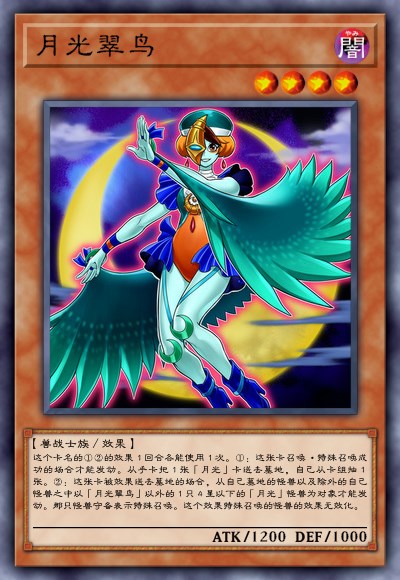 月光翠鸟
やみ
闇
【兽战士族/效果】
这个卡名的①②的效果1回合各能使用1次。①:这张卡召唤·特殊召唤成
功的场合才能发动。从手卡把1张「月光」卡送去墓地,自己从卡组抽1
张。②:这张卡被效果送去墓地的场合,从自己墓地的怪兽以及除外的自己
怪兽之中以「月光翠鸟」以外的1只4星以下的「月光」怪兽为对象才能发
动。那只怪兽守备表示特殊召唤。这个效果特殊召唤的怪兽的效果无效化。
ATK/1200 DEF/1000